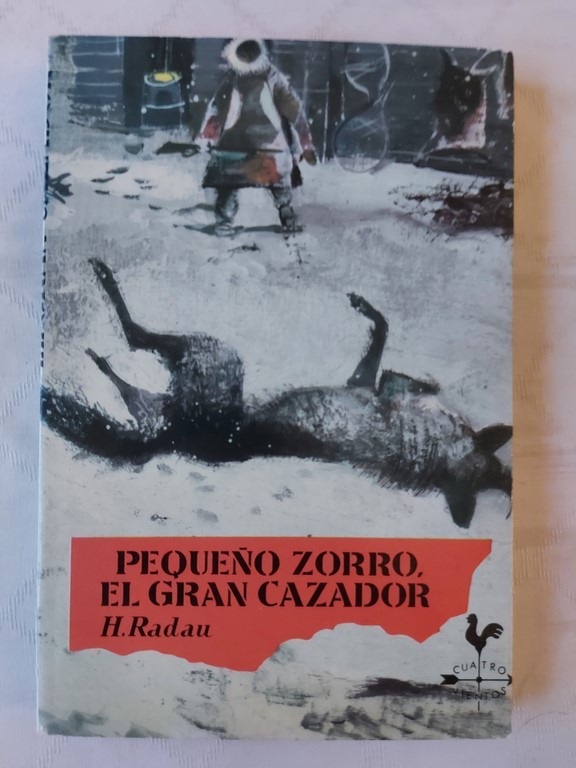 PEQUEÑO ZORRO,
EL GRAN CAZADOR
H.Radau
CUATRO
VIENTOS